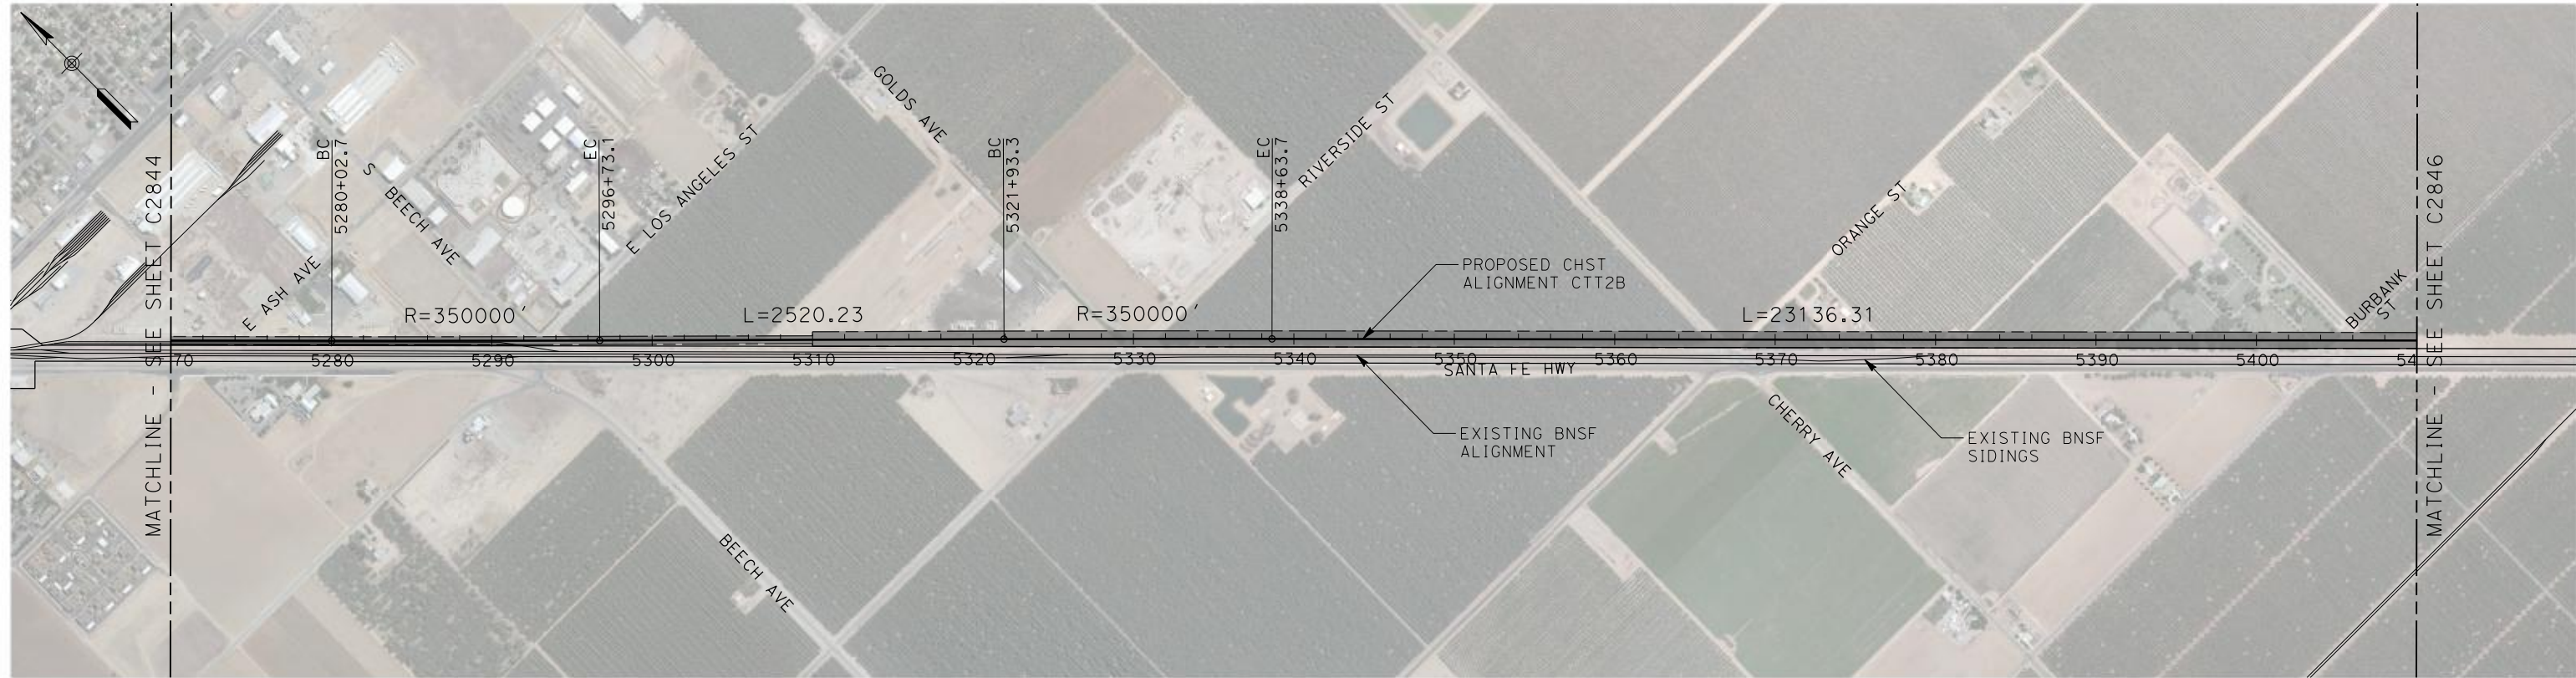 MATCHLINE - SEE SHEET C2844
BC
5280+02.7
S BEECH AVE
EC
5296+73.1
E LOS ANGELES ST
E ASH AVE
GOLDS AVE
BC
5321+93.3
EC
5338+63.7
RIVERSIDE ST
PROPOSED CHST
ALIGNMENT CTT2B
ORANGE ST
BURBANK
ST
MATCHLINE - SEE SHEET C2846
R=350000'
L=2520.23
R=350000'
L=23136.31
70 5280 5290 5300 5310 5320 5330 5340 5350 5360 5370 5380 5390 5400 54
SANTA FE HWY
EXISTING BNSF
ALIGNMENT
CHERRY AVE
EXISTING BNSF
SIDINGS
BEECH AVE